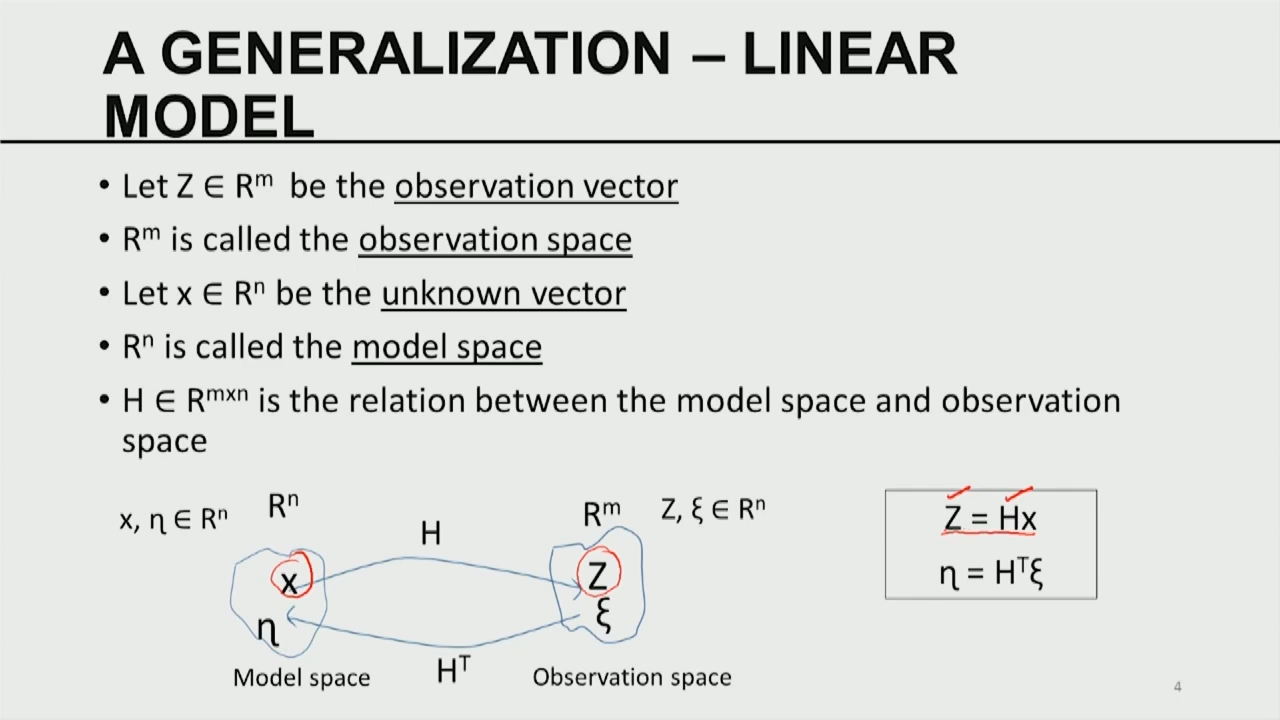 A GENERALIZATION – LINEAR
MODEL
• Let Z ∈ Rᵐ be the observation vector
• Rᵐ is called the observation space
• Let x ∈ Rⁿ be the unknown vector
• Rⁿ is called the model space
• H ∈ Rᵐˣⁿ is the relation between the model space and observation
space
x, η ∈ Rⁿ
Rⁿ
H
Rᵐ
Z, ξ ∈ Rⁿ
x
η
Z
ξ
Hᵀ
Model space
Observation space
Z = Hx
η = Hᵀξ
4